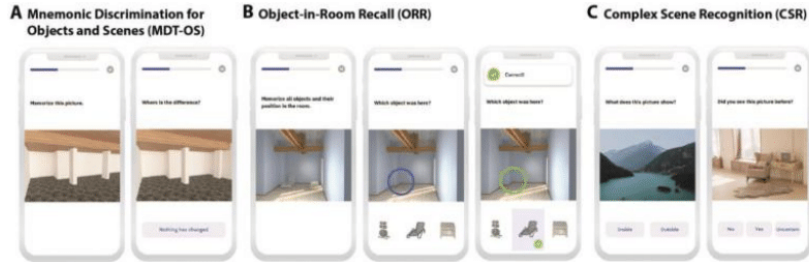 A Mnemonic Discrimination for
Objects and Scenes (MDT-OS)
B Object-in-Room Recall (ORR)
C Complex Scene Recognition (CSR)
Memorize this picture.
Where is the difference?
Nothing has changed
Memorize all objects and their
position in the room.
Which object was here?
Correct!
Which object was here?
What does this picture show?
Inside
Outside
Did you see this picture before?
No
Yes
Uncertain